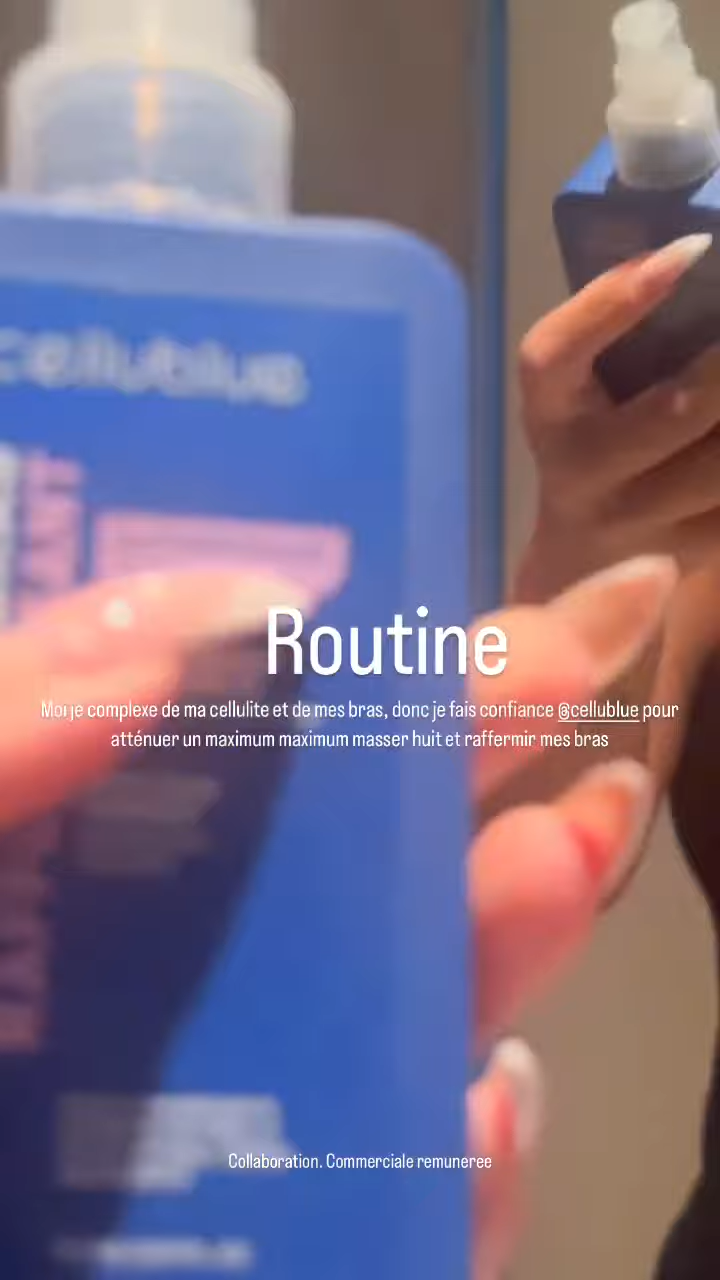 cellublue
Routine
Moi je complexe de ma cellulite et de mes bras, donc je fais confiance @cellublue pour
atténuer un maximum maximum masser huit et raffermir mes bras
Collaboration. Commerciale remuneree